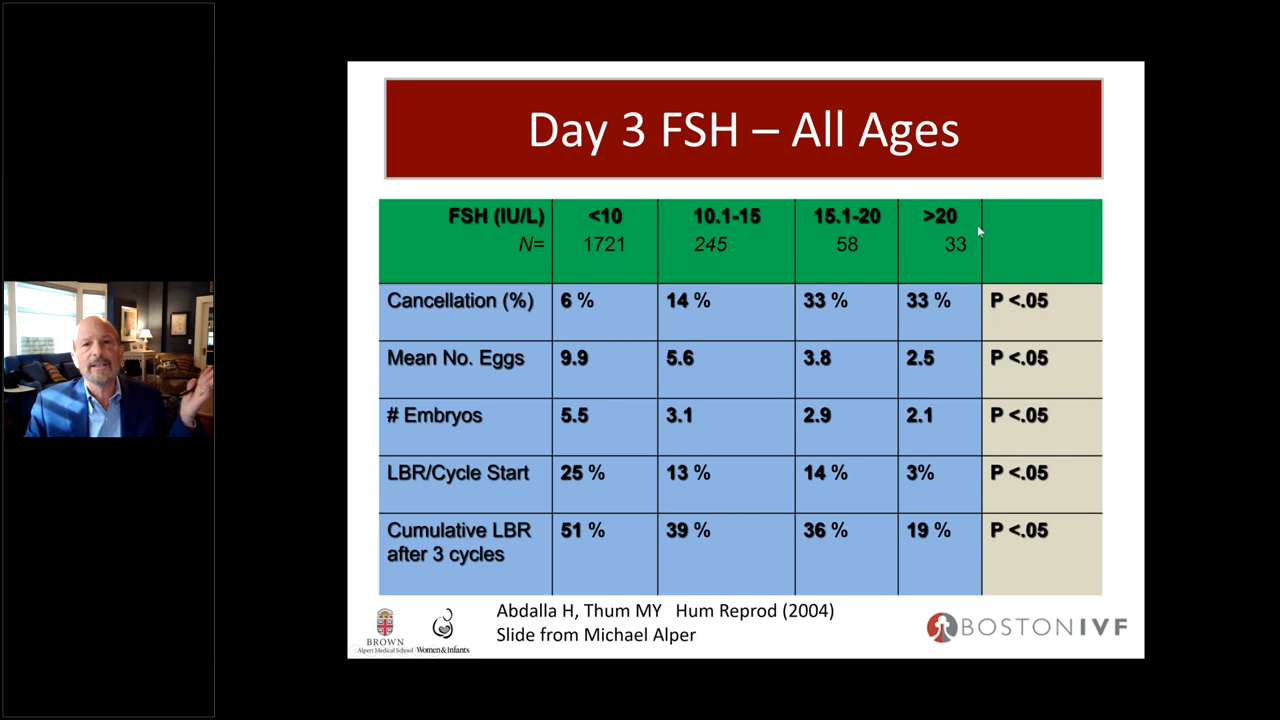 Day 3 FSH – All Ages
FSH (IU/L) <10 10.1-15 15.1-20 >20
N= 1721 245 58 33
Cancellation (%) 6 % 14 % 33 % 33 % P <.05
Mean No. Eggs 9.9 5.6 3.8 2.5 P <.05
# Embryos 5.5 3.1 2.9 2.1 P <.05
LBR/Cycle Start 25 % 13 % 14 % 3% P <.05
Cumulative LBR 51 % 39 % 36 % 19 % P <.05
after 3 cycles
Abdalla H, Thum MY Hum Reprod (2004)
Slide from Michael Alper
BROWN
Alpert Medical School
Women & Infants
BOSTON IVF